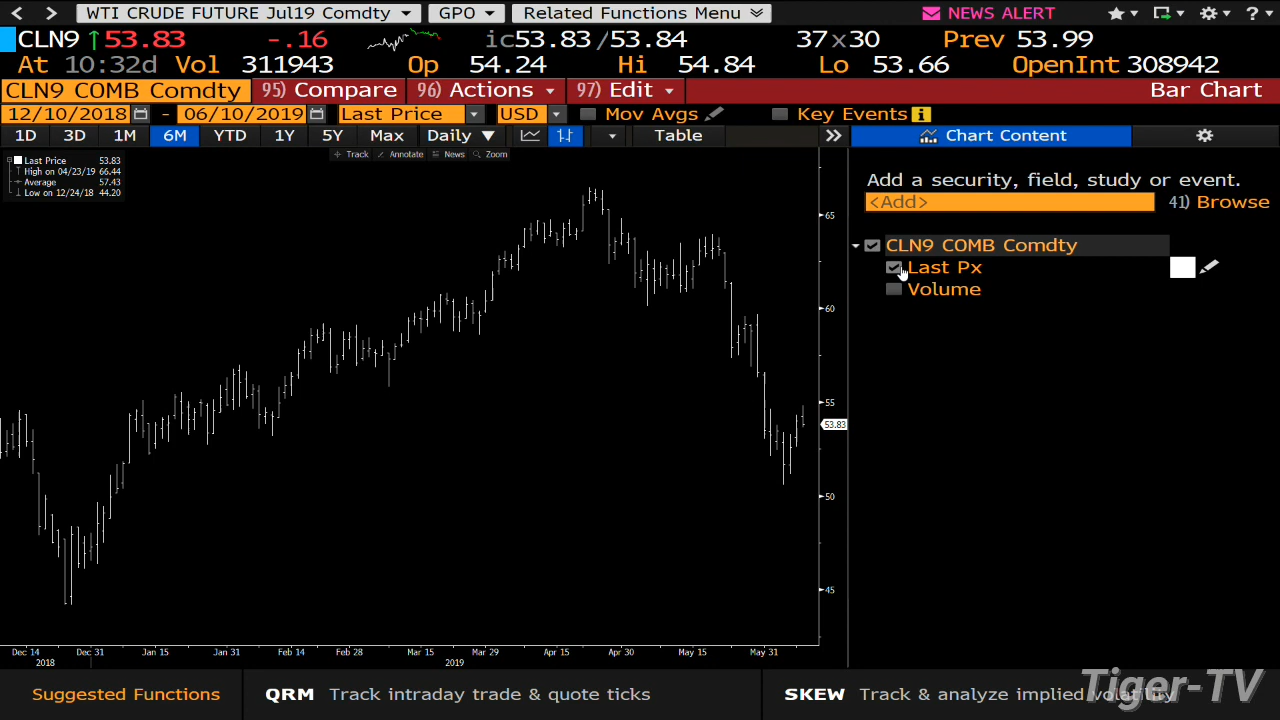 WTI CRUDE FUTURE Jul19 Comdty GPO Related Functions Menu NEWS ALERT ?
CLN9 ↑53.83 -.16 ic53.83/53.84 37x30 Prev 53.99
At 10:32d Vol 311943 Op 54.24 Hi 54.84 Lo 53.66 OpenInt 308942
CLN9 COMB Comdty 95) Compare 96) Actions 97) Edit Bar Chart
12/10/2018 - 06/10/2019 Last Price USD Mov Avgs Key Events i
1D 3D 1M 6M YTD 1Y 5Y Max Daily ▼ Table Chart Content
Track Annotate News Zoom
Last Price 53.83
High on 04/23/19 66.44
Average 57.43
Low on 12/24/18 44.20
Add a security, field, study or event.
<Add> 41) Browse
CLN9 COMB Comdty
Last Px
Volume
65
60
55
53.83
50
45
Dec 14 Dec 31 Jan 15 Jan 31 Feb 14 Feb 28 Mar 15 Mar 29 Apr 15 Apr 30 May 15 May 31
2018 2019
Suggested Functions QRM Track intraday trade & quote ticks SKEW Track & analyze implied volatility
Tiger-TV